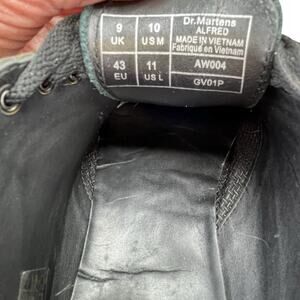 9 UK
10 US M
43 EU
11 US L
Dr.Martens
ALFRED
MADE IN VIETNAM
Fabriqué en Vietnam
AW004
GV01P